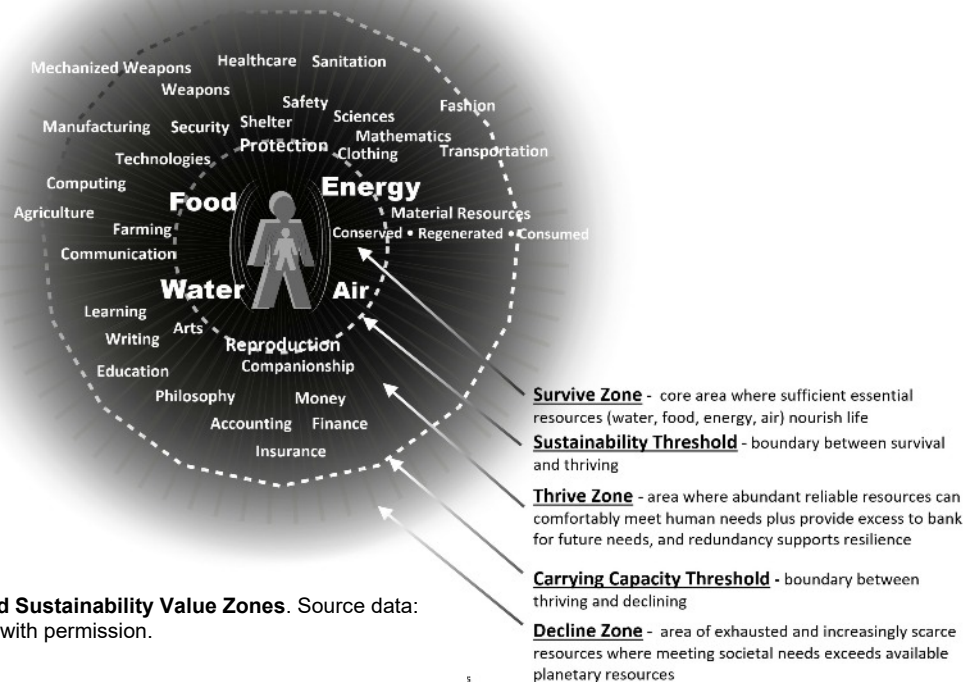 Healthcare Sanitation
Mechanized Weapons
Weapons
Safety
Fashion
Sciences
Shelter
Manufacturing Security
Mathematics
Protection
Clothing
Transportation
Technologies
Computing
Energy
Food
Agriculture
Material Resources
Farming
Conserved • Regenerated • Consumed
Communication
Water
Air
Learning
Arts
Writing
Reproduction
Companionship
Education
Philosophy
Money
Accounting Finance
Insurance
Survive Zone - core area where sufficient essential
resources (water, food, energy, air) nourish life
Sustainability Threshold - boundary between survival
and thriving
Thrive Zone - area where abundant reliable resources can
comfortably meet human needs plus provide excess to bank
for future needs, and redundancy supports resilience
Carrying Capacity Threshold - boundary between
thriving and declining
Decline Zone - area of exhausted and increasingly scarce
resources where meeting societal needs exceeds available
planetary resources
d Sustainability Value Zones. Source data:
with permission.
s